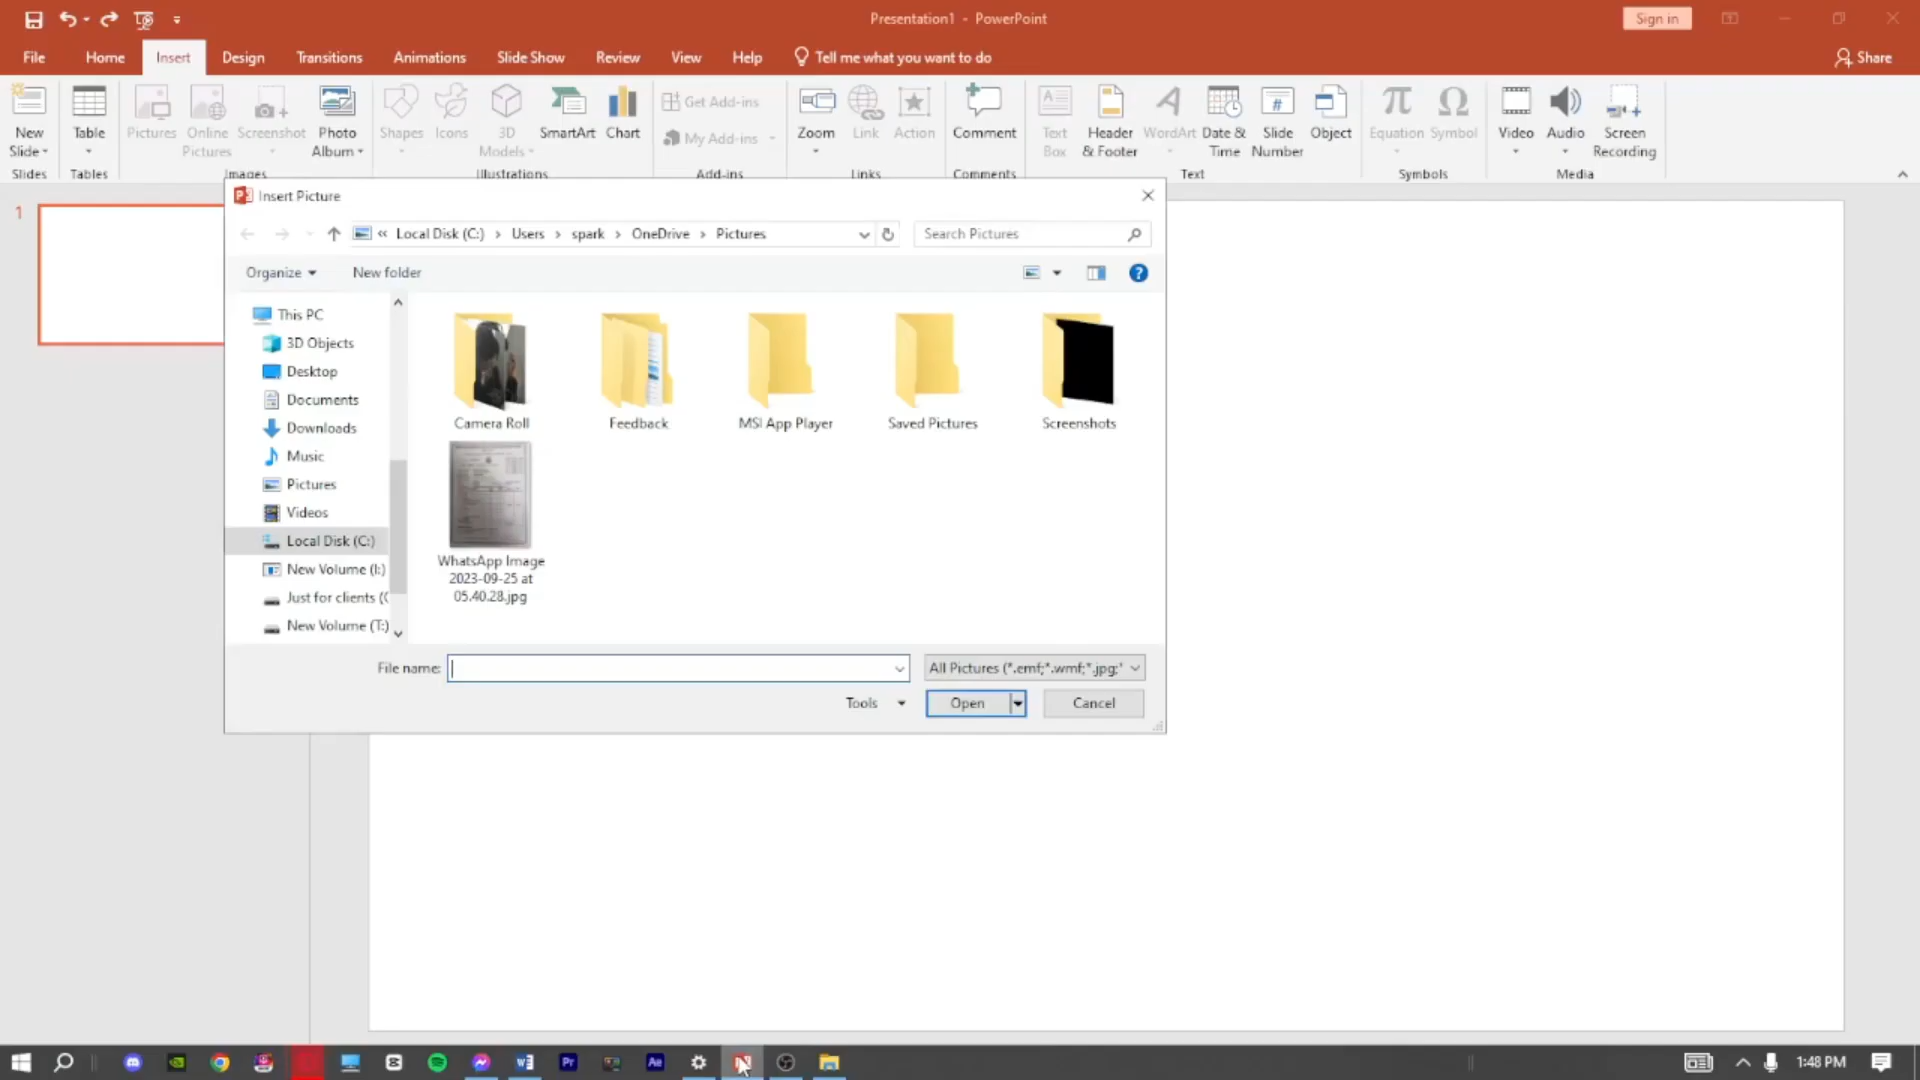 Presentation1 - PowerPoint
Sign in
File Home Insert Design Transitions Animations Slide Show Review View Help Tell me what you want to do
Share
New Slide
Table
Pictures
Online Pictures
Screenshot
Photo Album
Shapes
Icons
3D Models
SmartArt
Chart
Get Add-ins
My Add-ins
Zoom
Link
Action
Comment
Text Box
Header & Footer
WordArt
Date & Time
Slide Number
Object
Equation
Symbol
Video
Audio
Screen Recording
Slides Tables Images Illustrations Add-ins Links Comments Text Symbols Media
1
Insert Picture
« Local Disk (C:) › Users › spark › OneDrive › Pictures
Search Pictures
Organize New folder
This PC
3D Objects
Desktop
Documents
Downloads
Music
Pictures
Videos
Local Disk (C:)
New Volume (I:)
Just for clients (
New Volume (T:)
Camera Roll
Feedback
MSI App Player
Saved Pictures
Screenshots
WhatsApp Image
2023-09-25 at
05.40.28.jpg
File name:
All Pictures (*.emf;*.wmf;*.jpg;*
Tools
Open
Cancel
1:48 PM